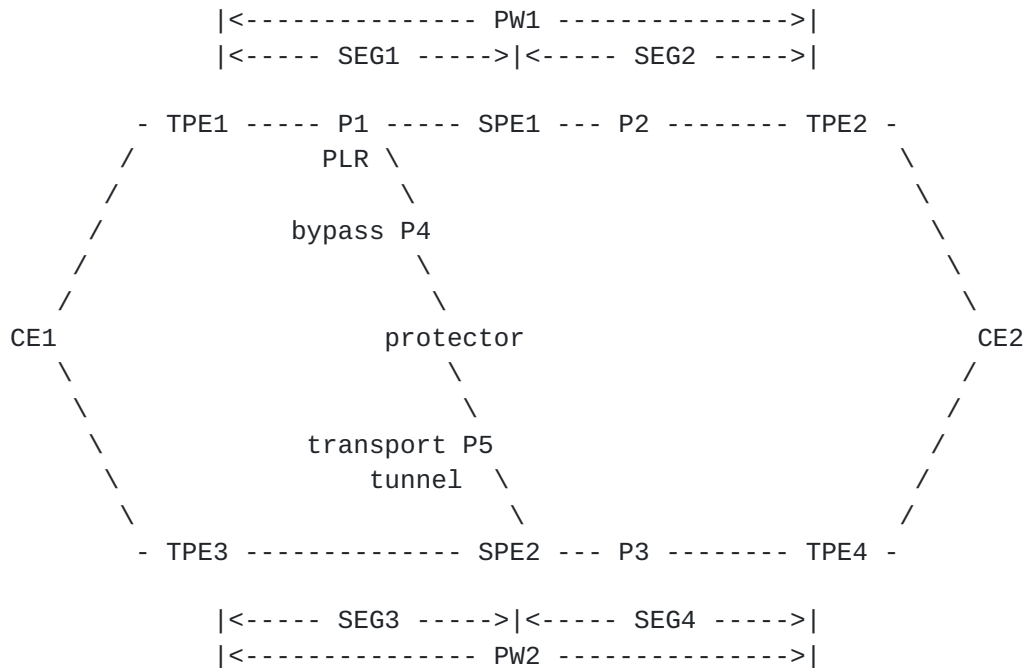 |<--------------- PW1 --------------->|
|<----- SEG1 ----->|<----- SEG2 ----->|
- TPE1 ----- P1 ----- SPE1 --- P2 -------- TPE2 -
/ PLR \ \
/ \ \
/ bypass P4 \
/ \ \
/ \ \
CE1 protector CE2
\ \ /
\ \ /
\ transport P5 /
\ tunnel \ /
\ \ /
- TPE3 -------------- SPE2 --- P3 -------- TPE4 -
|<----- SEG3 ----->|<----- SEG4 ----->|
|<--------------- PW2 --------------->|